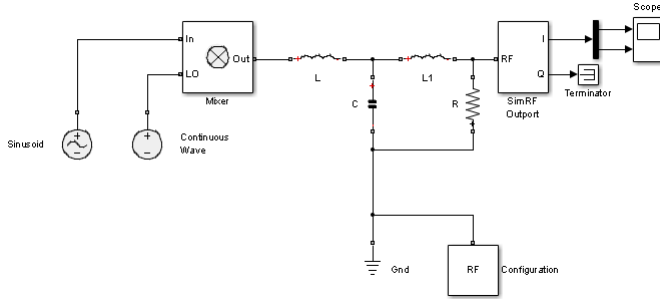 Scope
In
LO
Out
Mixer
L
L1
C
R
RF
I
Q
SimRF
Outport
Terminator
Sinusoid
Continuous
Wave
Gnd
RF
Configuration